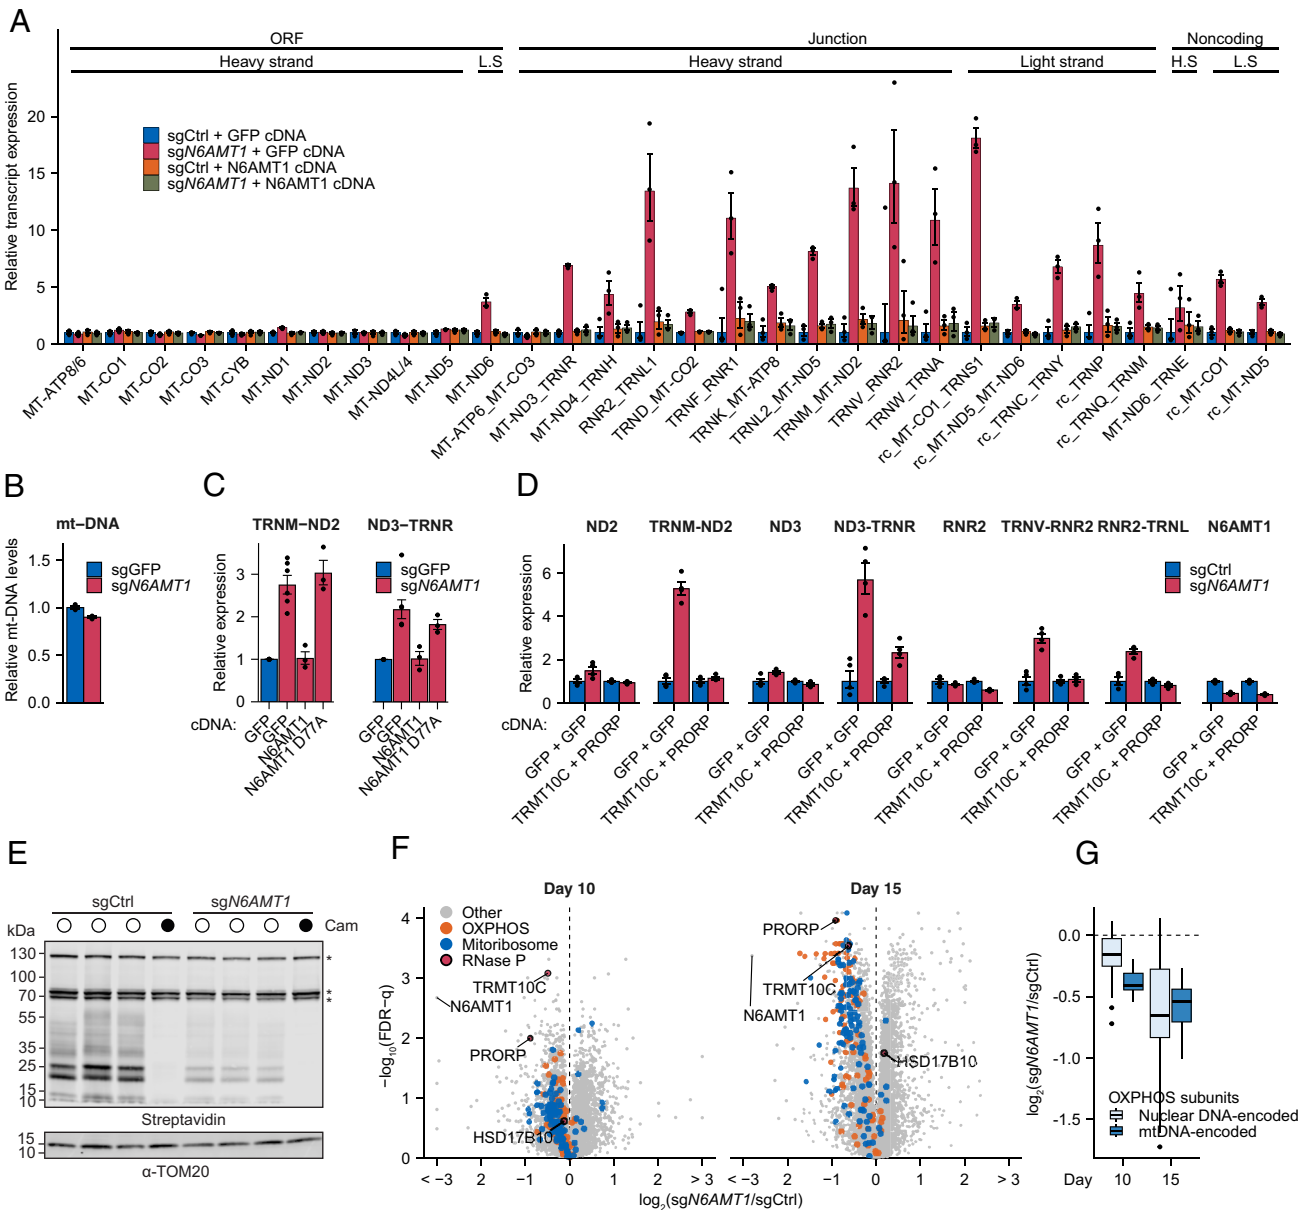 A
ORF
Junction
Noncoding
Heavy strand
L.S
Heavy strand
Light strand
H.S
L.S
Relative transcript expression
20
15
10
5
0
sgCtrl + GFP cDNA
sgN6AMT1 + GFP cDNA
sgCtrl + N6AMT1 cDNA
sgN6AMT1 + N6AMT1 cDNA
MT-ATP8/6
MT-CO1
MT-CO2
MT-CO3
MT-CYB
MT-ND1
MT-ND2
MT-ND3
MT-ND4L/4
MT-ND5
MT-ND6
MT-ATP6_MT-CO3
MT-ND3_TRNR
MT-ND4_TRNH
RNR2_TRNL1
TRND_MT-CO2
TRNF_RNR1
TRNK_MT-ATP8
TRNL2_MT-ND5
TRNM_MT-ND2
TRNV_RNR2
TRNW_TRNA
rc_MT-CO1_TRNS1
rc_MT-ND5_MT-ND6
rc_TRNC_TRNY
rc_TRNP
rc_TRNQ_TRNM
MT-ND6_TRNE
rc_MT-CO1
rc_MT-ND5
B
mt–DNA
Relative mt-DNA levels
1.5
1.0
0.5
0.0
sgGFP
sgN6AMT1
C
TRNM–ND2
ND3–TRNR
Relative expression
3
2
1
0
sgGFP
sgN6AMT1
cDNA:
GFP
GFP
N6AMT1
N6AMT1 D77A
GFP
GFP
N6AMT1
N6AMT1 D77A
D
ND2
TRNM-ND2
ND3
ND3-TRNR
RNR2
TRNV-RNR2
RNR2-TRNL
N6AMT1
Relative expression
6
4
2
0
sgCtrl
sgN6AMT1
cDNA:
GFP + GFP
TRMT10C + PRORP
GFP + GFP
TRMT10C + PRORP
GFP + GFP
TRMT10C + PRORP
GFP + GFP
TRMT10C + PRORP
GFP + GFP
TRMT10C + PRORP
GFP + GFP
TRMT10C + PRORP
GFP + GFP
TRMT10C + PRORP
GFP + GFP
TRMT10C + PRORP
E
sgCtrl
sgN6AMT1
Cam
kDa
130
100
70
55
35
25
15
10
*
*
*
Streptavidin
15
10
α-TOM20
F
Day 10
Day 15
−log10(FDR−q)
4
3
2
1
0
Other
OXPHOS
Mitoribosome
RNase P
TRMT10C
N6AMT1
PRORP
HSD17B10
PRORP
TRMT10C
N6AMT1
HSD17B10
< −3
2
1
0
1
2
> 3
< −3
2
1
0
1
2
> 3
log2(sgN6AMT1/sgCtrl)
G
log2(sgN6AMT1/sgCtrl)
0.0
−0.5
−1.0
−1.5
OXPHOS subunits
Nuclear DNA-encoded
mtDNA-encoded
Day
10
15